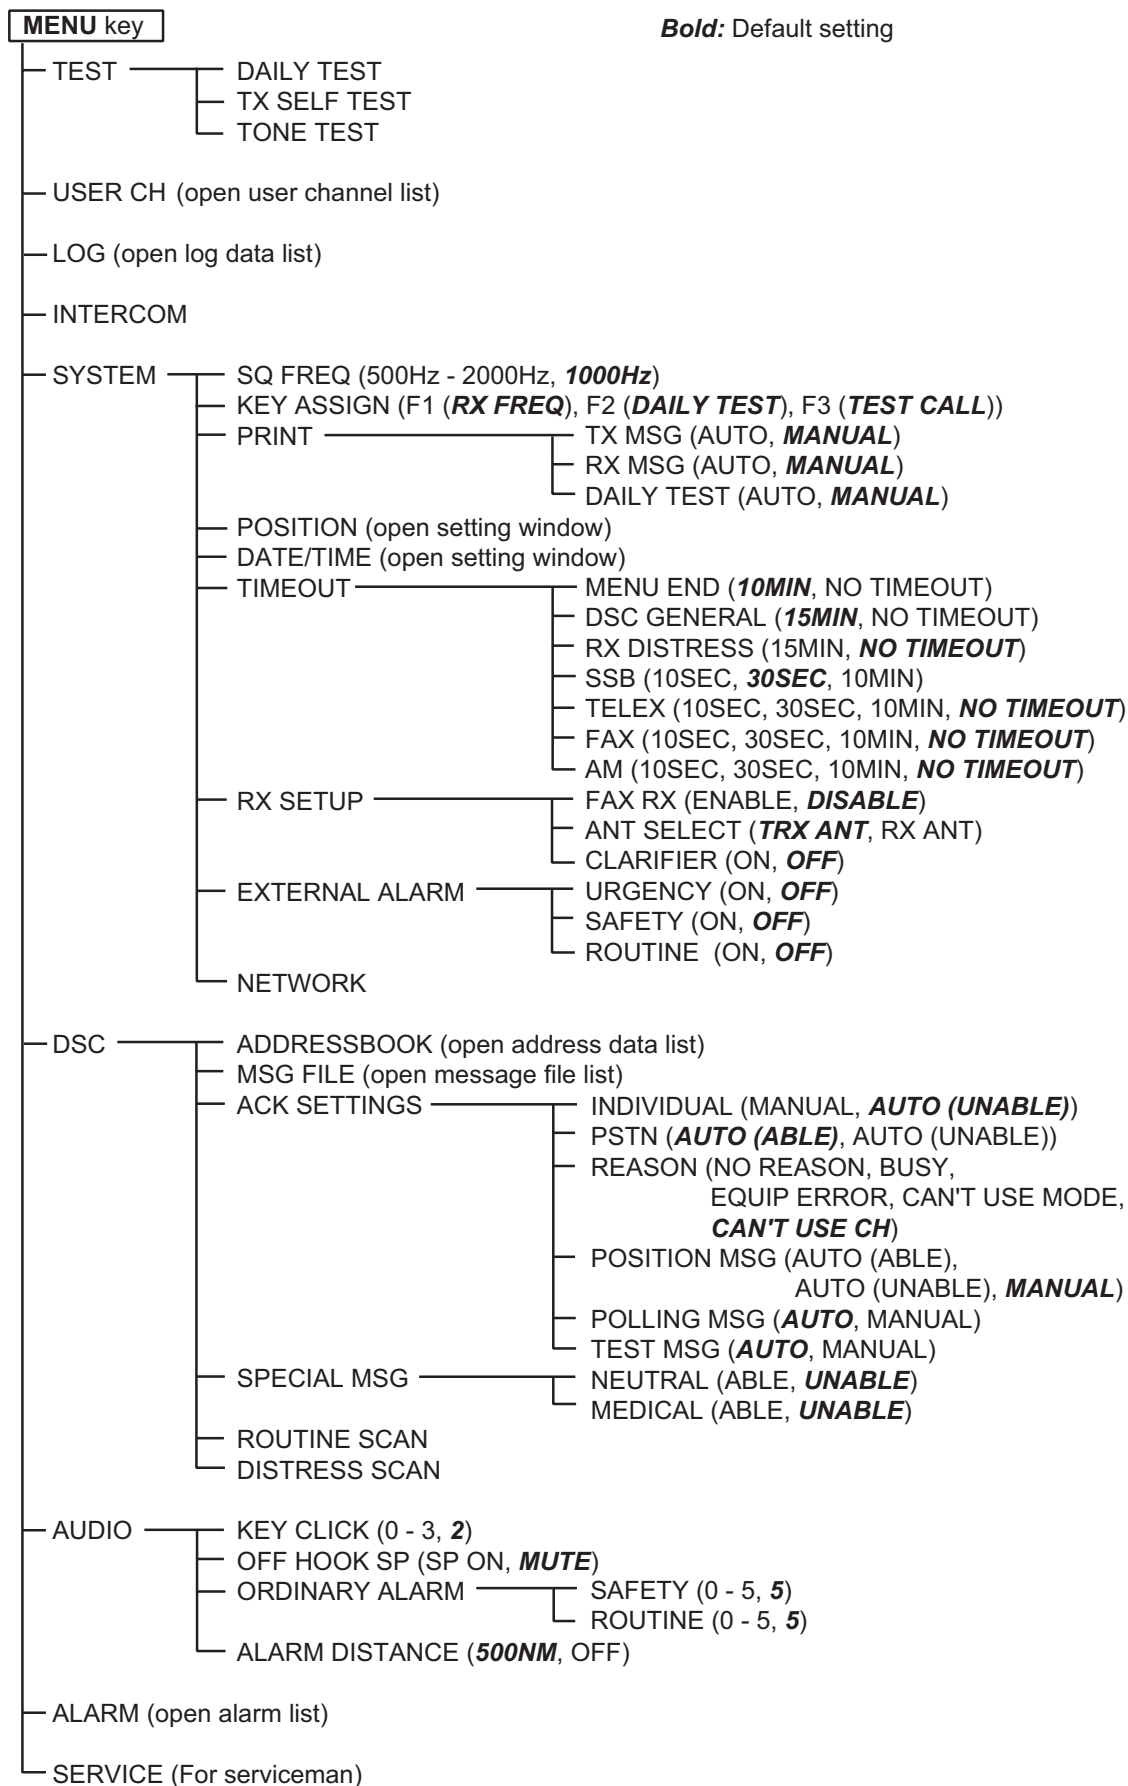 MENU key
Bold: Default setting
TEST DAILY TEST
TX SELF TEST
TONE TEST
USER CH (open user channel list)
LOG (open log data list)
INTERCOM
SYSTEM SQ FREQ (500Hz - 2000Hz, 1000Hz)
KEY ASSIGN (F1 (RX FREQ), F2 (DAILY TEST), F3 (TEST CALL))
PRINT TX MSG (AUTO, MANUAL)
RX MSG (AUTO, MANUAL)
DAILY TEST (AUTO, MANUAL)
POSITION (open setting window)
DATE/TIME (open setting window)
TIMEOUT MENU END (10MIN, NO TIMEOUT)
DSC GENERAL (15MIN, NO TIMEOUT)
RX DISTRESS (15MIN, NO TIMEOUT)
SSB (10SEC, 30SEC, 10MIN)
TELEX (10SEC, 30SEC, 10MIN, NO TIMEOUT)
FAX (10SEC, 30SEC, 10MIN, NO TIMEOUT)
AM (10SEC, 30SEC, 10MIN, NO TIMEOUT)
RX SETUP FAX RX (ENABLE, DISABLE)
ANT SELECT (TRX ANT, RX ANT)
CLARIFIER (ON, OFF)
EXTERNAL ALARM URGENCY (ON, OFF)
SAFETY (ON, OFF)
ROUTINE (ON, OFF)
NETWORK
DSC ADDRESSBOOK (open address data list)
MSG FILE (open message file list)
ACK SETTINGS INDIVIDUAL (MANUAL, AUTO (UNABLE))
PSTN (AUTO (ABLE), AUTO (UNABLE))
REASON (NO REASON, BUSY,
EQUIP ERROR, CAN'T USE MODE,
CAN'T USE CH)
POSITION MSG (AUTO (ABLE),
AUTO (UNABLE), MANUAL)
POLLING MSG (AUTO, MANUAL)
TEST MSG (AUTO, MANUAL)
SPECIAL MSG NEUTRAL (ABLE, UNABLE)
MEDICAL (ABLE, UNABLE)
ROUTINE SCAN
DISTRESS SCAN
AUDIO KEY CLICK (0 - 3, 2)
OFF HOOK SP (SP ON, MUTE)
ORDINARY ALARM SAFETY (0 - 5, 5)
ROUTINE (0 - 5, 5)
ALARM DISTANCE (500NM, OFF)
ALARM (open alarm list)
SERVICE (For serviceman)